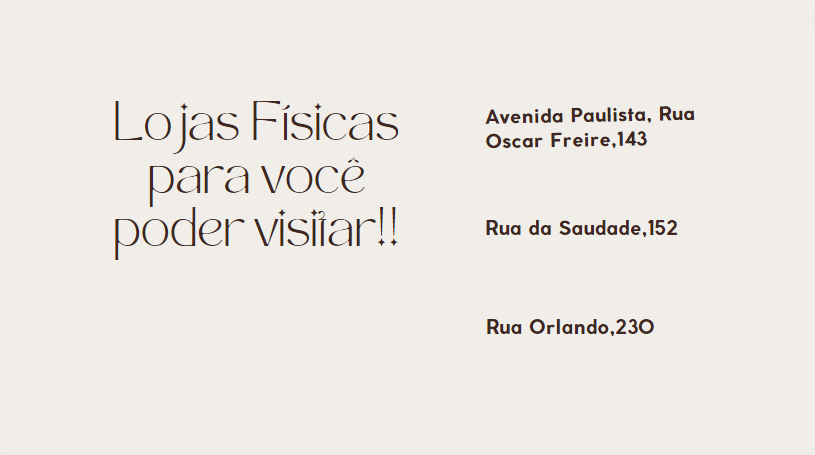 Lojas Físicas
para você
poder visitar!!
Avenida Paulista, Rua
Oscar Freire,143
Rua da Saudade,152
Rua Orlando,230